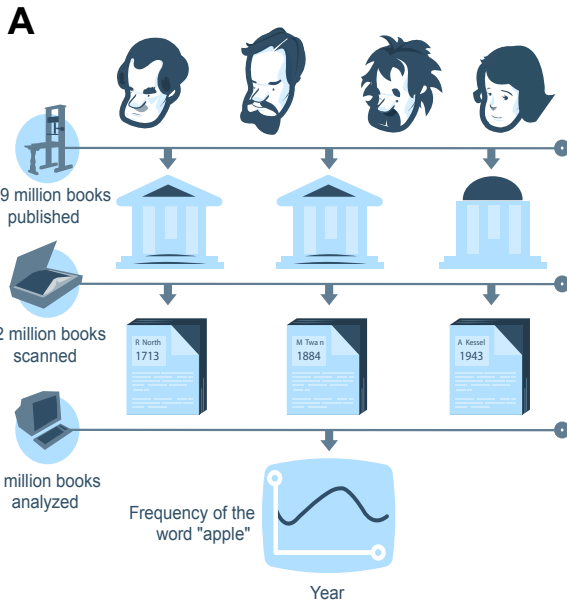 A
9 million books
published
2 million books
scanned
R North
1713
M Twain
1884
A Kessel
1943
million books
analyzed
Frequency of the
word "apple"
Year